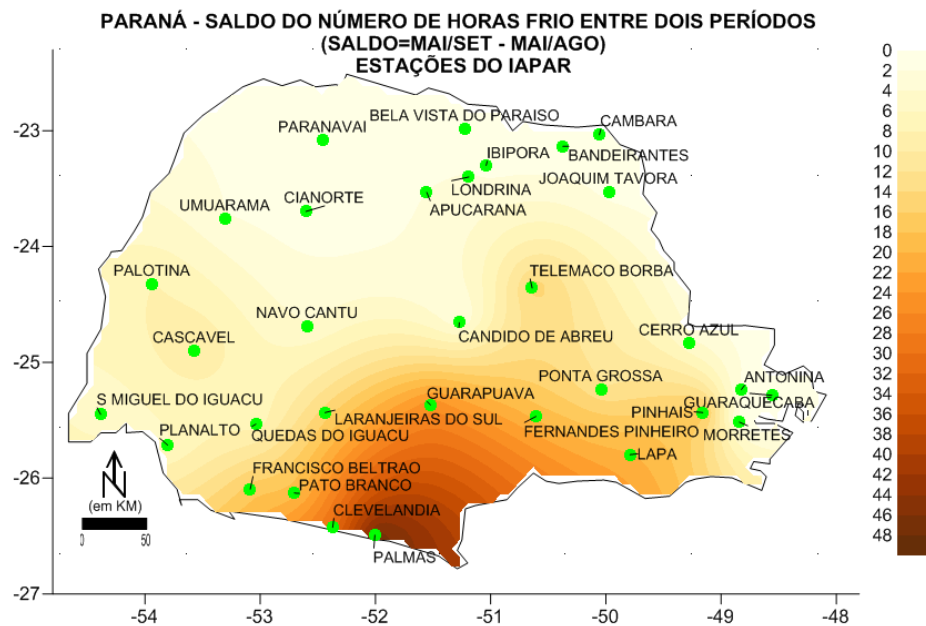 PARANÁ - SALDO DO NÚMERO DE HORAS FRIO ENTRE DOIS PERÍODOS
(SALDO=MAI/SET - MAI/AGO)
ESTAÇÕES DO IAPAR
BELA VISTA DO PARAISO
CAMBARA
PARANAVAI
IBIPORA
BANDEIRANTES
LONDRINA
JOAQUIM TAVORA
CIANORTE
UMUARAMA
APUCARANA
PALOTINA
TELEMACO BORBA
NAVO CANTU
CASCAVEL
CANDIDO DE ABREU
CERRO AZUL
PONTA GROSSA
ANTONINA
S MIGUEL DO IGUACU
GUARAPUAVA
GUARAQUECABA
LARANJEIRAS DO SUL
PINHAIS
PLANALTO
QUEDAS DO IGUACU
FERNANDES PINHEIRO
MORRETES
LAPA
FRANCISCO BELTRAO
PATO BRANCO
CLEVELANDIA
PALMAS
N
(em KM)
0 50
-23
-24
-25
-26
-27
-54 -53 -52 -51 -50 -49 -48
0
2
4
6
8
10
12
14
16
18
20
22
24
26
28
30
32
34
36
38
40
42
44
46
48